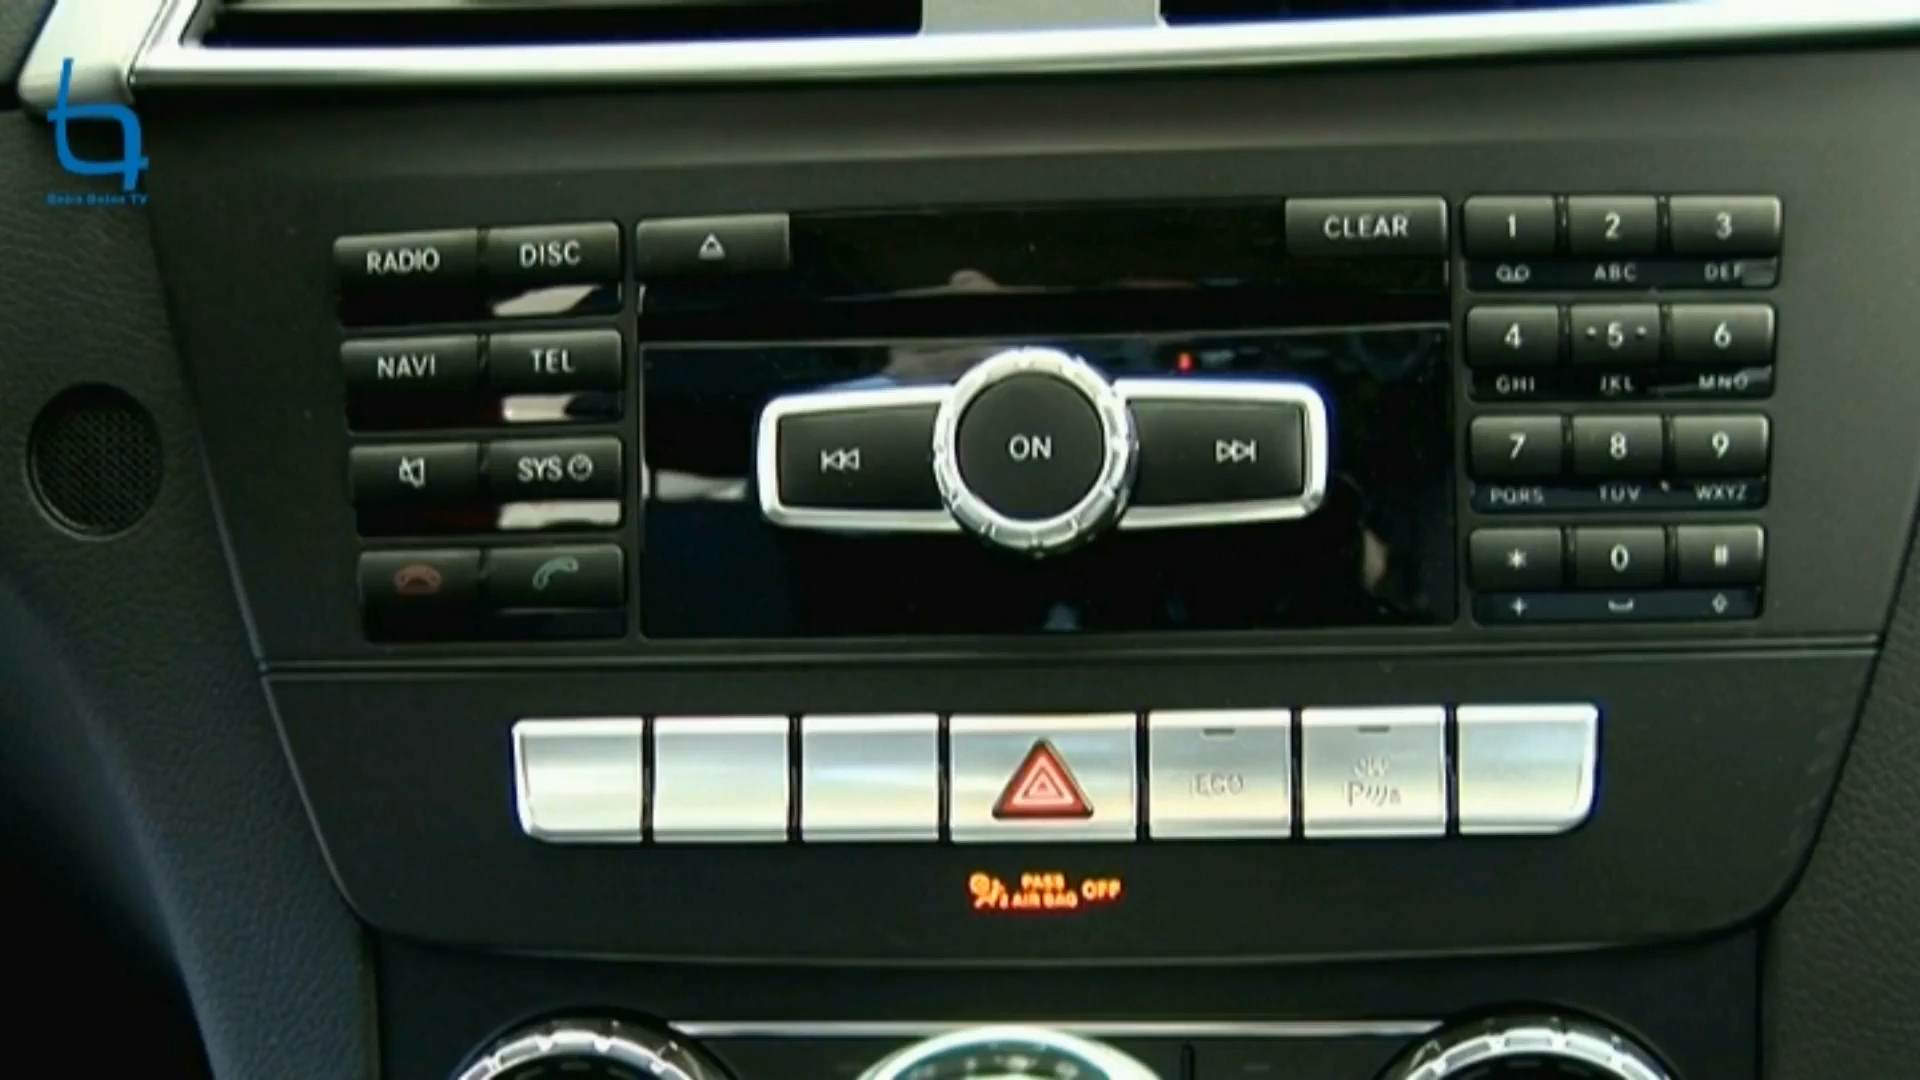 RADIO DISC
CLEAR
1 2 3
ABC DEF
NAVI TEL
4 5 6
GHI JKL MNO
SYS
ON
7 8 9
PQRS TUV WXYZ
* 0 #
ECO
OFF
P
PASS
AIR BAG OFF